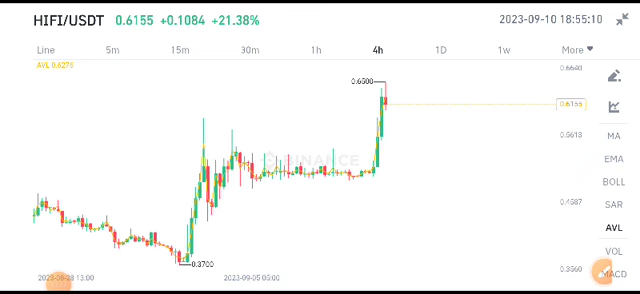 HIFI/USDT 0.6155 +0.1084 +21.38% 2023-09-10 18:55:10
Line 5m 15m 30m 1h 4h 1D 1w More
AVL 0.6275
0.6640
0.6500
0.6155
0.5613
0.4587
0.3560
BINANCE
0.3700
2023-08-28 13:00 2023-09-05 05:00
MA
EMA
BOLL
SAR
AVL
VOL
MACD